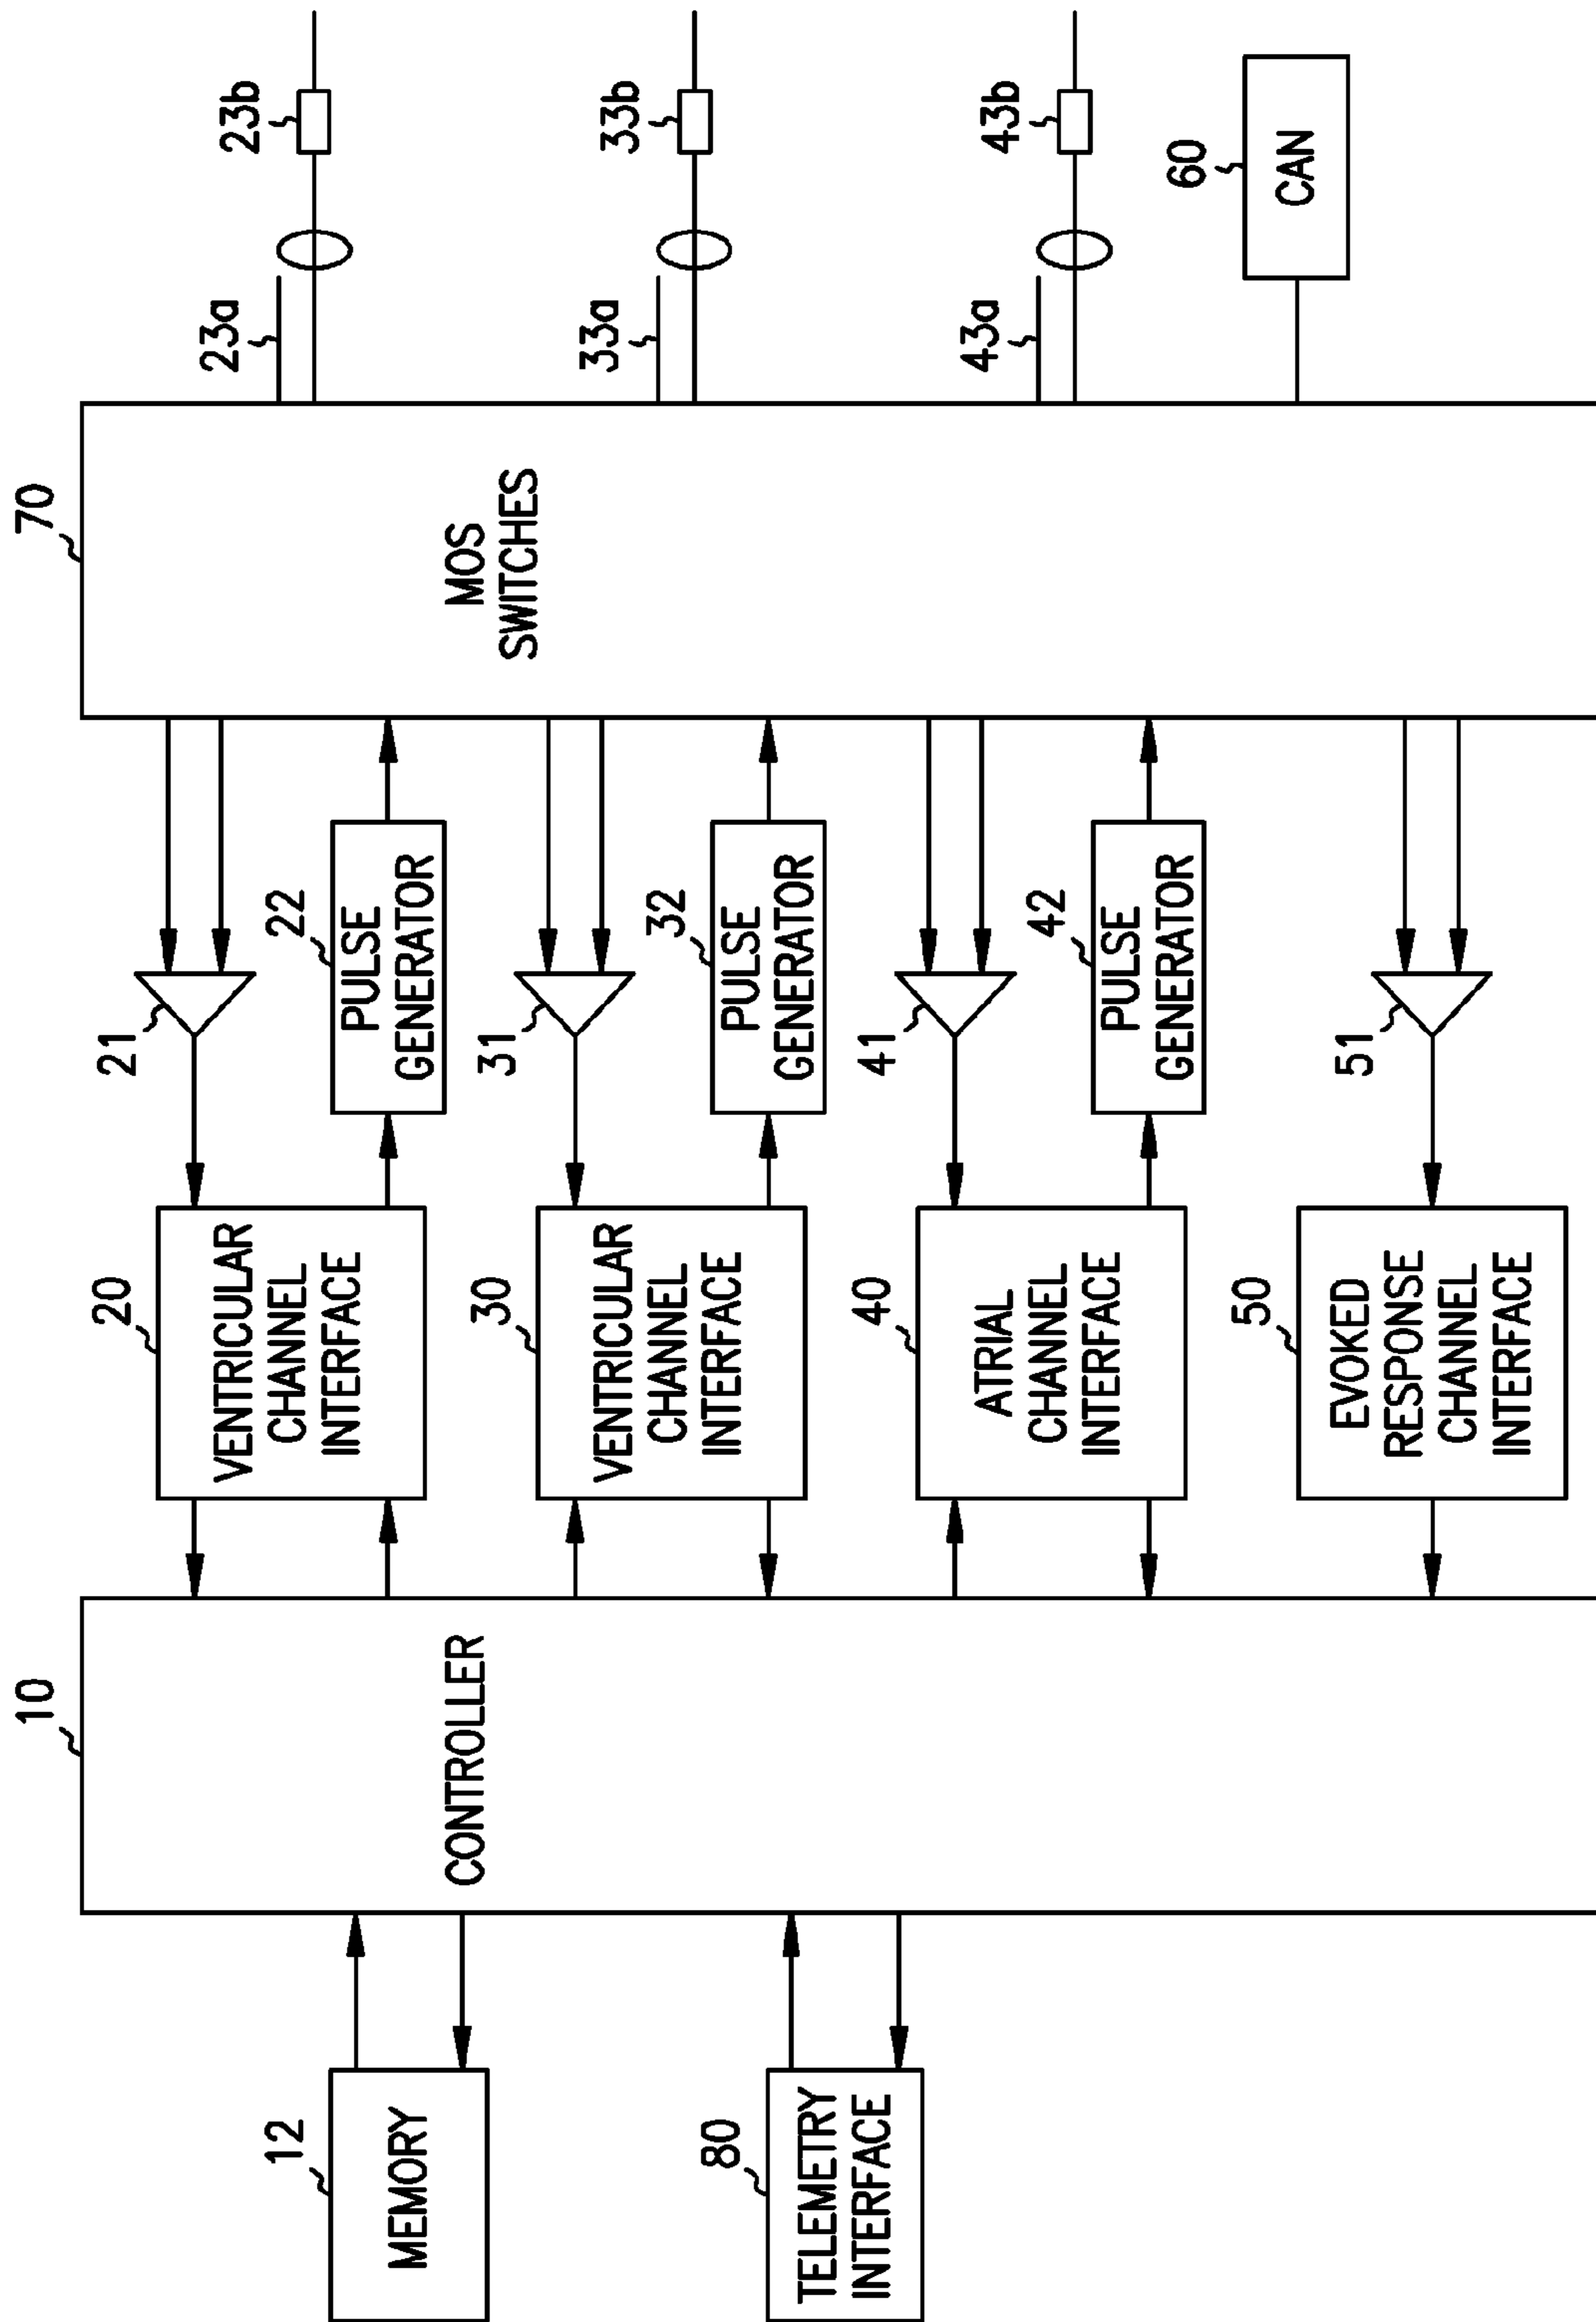 10
70
12
MEMORY
80
TELEMETRY
INTERFACE
CONTROLLER
20
VENTRICULAR
CHANNEL
INTERFACE
21
22
PULSE
GENERATOR
30
VENTRICULAR
CHANNEL
INTERFACE
31
32
PULSE
GENERATOR
40
ATRIAL
CHANNEL
INTERFACE
41
42
PULSE
GENERATOR
50
EVOKED
RESPONSE
CHANNEL
INTERFACE
51
MOS
SWITCHES
23a
23b
33a
33b
43a
43b
60
CAN